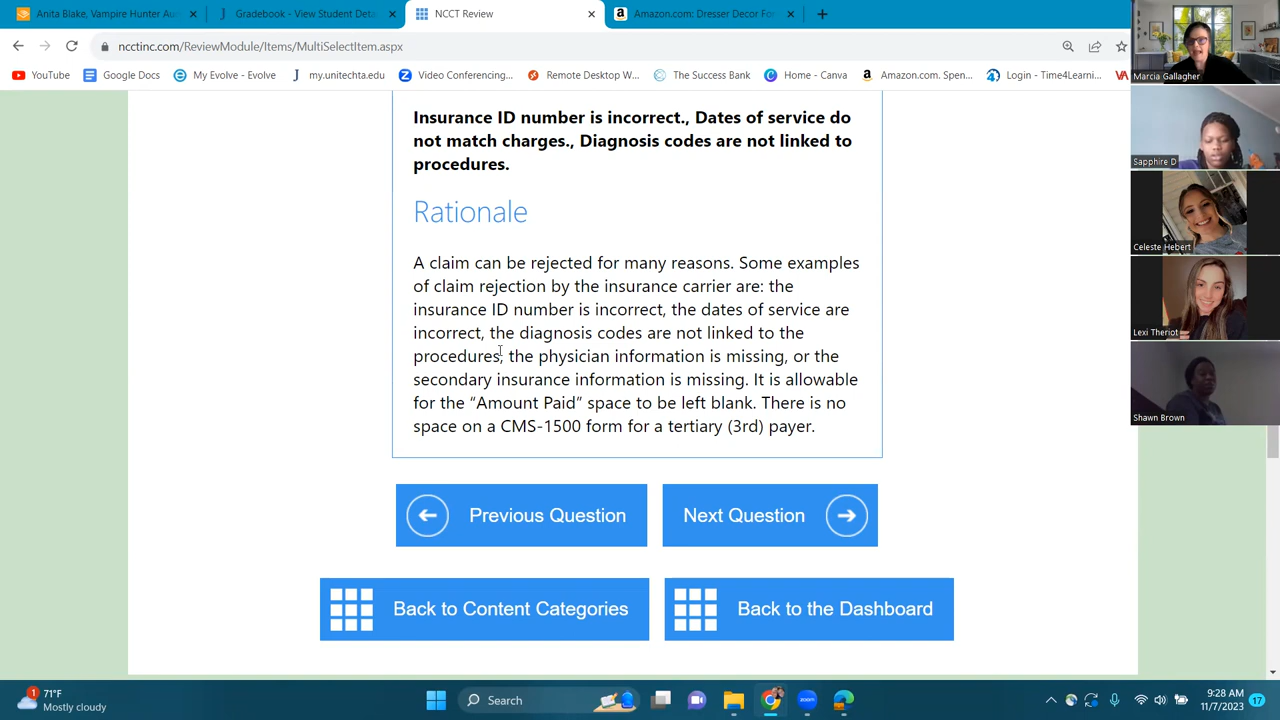 Anita Blake, Vampire Hunter Au
Gradebook - View Student Deta
NCCT Review
Amazon.com: Dresser Decor For
ncctinc.com/ReviewModule/Items/MultiSelectItem.aspx
YouTube
Google Docs
My Evolve - Evolve
my.unitechta.edu
Video Conferencing,...
Remote Desktop W...
The Success Bank
Home - Canva
Amazon.com. Spen...
Login - Time4Learni...
VA
Insurance ID number is incorrect., Dates of service do
not match charges., Diagnosis codes are not linked to
procedures.
Rationale
A claim can be rejected for many reasons. Some examples
of claim rejection by the insurance carrier are: the
insurance ID number is incorrect, the dates of service are
incorrect, the diagnosis codes are not linked to the
procedures, the physician information is missing, or the
secondary insurance information is missing. It is allowable
for the “Amount Paid” space to be left blank. There is no
space on a CMS-1500 form for a tertiary (3rd) payer.
Previous Question
Next Question
Back to Content Categories
Back to the Dashboard
Marcia Gallagher
Sapphire D
Celeste Hebert
Lexi Theriot
Shawn Brown
1
71°F
Mostly cloudy
Search
zoom
9:28 AM
11/7/2023
17